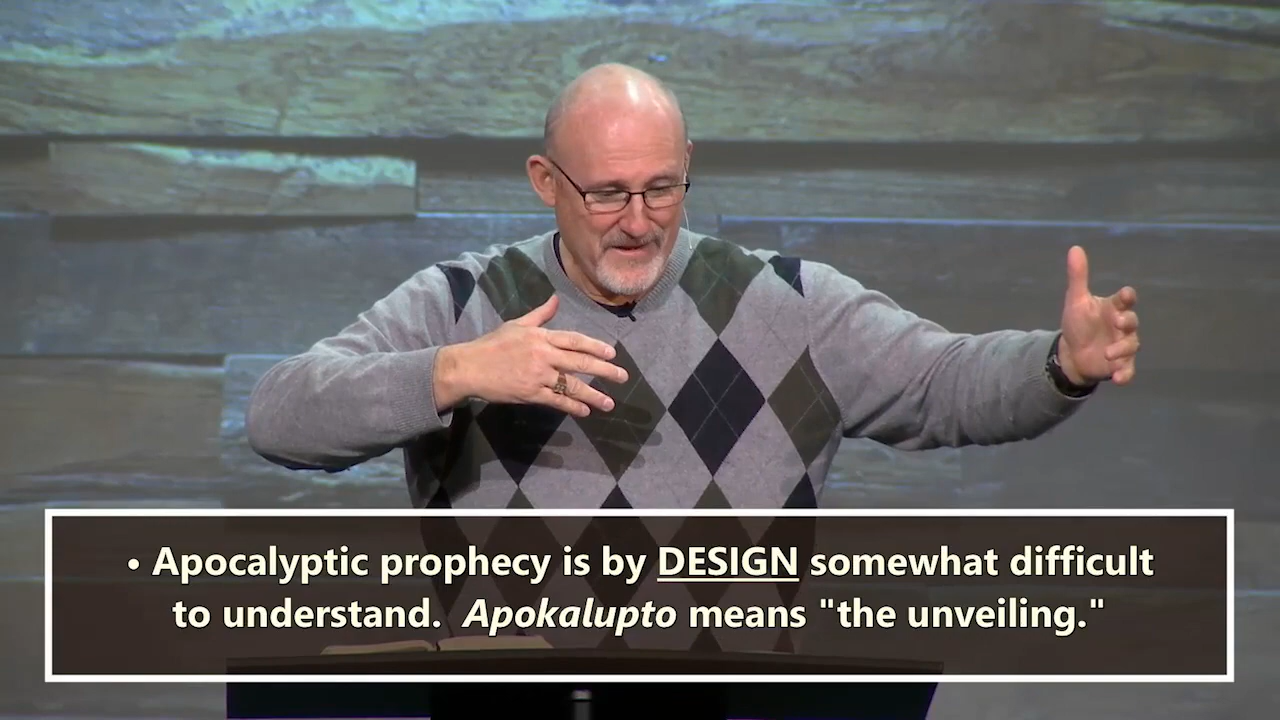 • Apocalyptic prophecy is by DESIGN somewhat difficult
to understand. Apokalupto means "the unveiling."